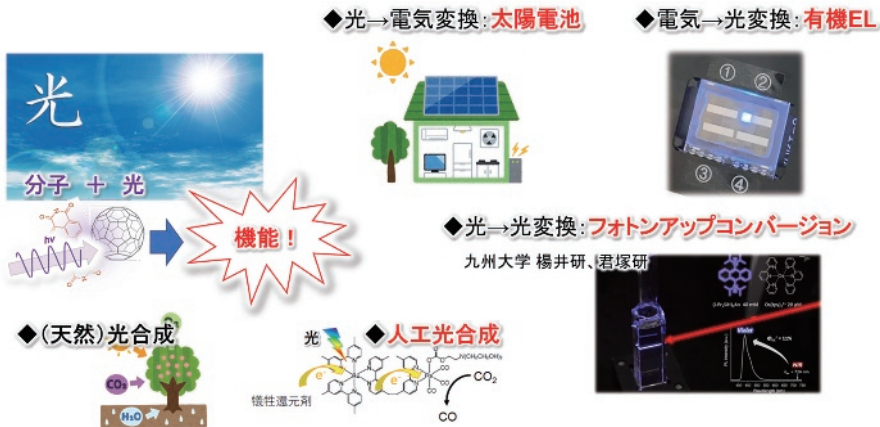 ◆光→電気変換：太陽電池
◆電気→光変換：有機EL
光
分子 ＋ 光
hν
機能！
① ②
③ ④
◆光→光変換：フォトンアップコンバージョン
九州大学 楊井研、君塚研
Violet
NIR
◆(天然)光合成
CO₂
H₂O
◆人工光合成
光
e⁻
e⁻
N(CH₂CH₂OH)₃
犠牲還元剤
CO₂
CO